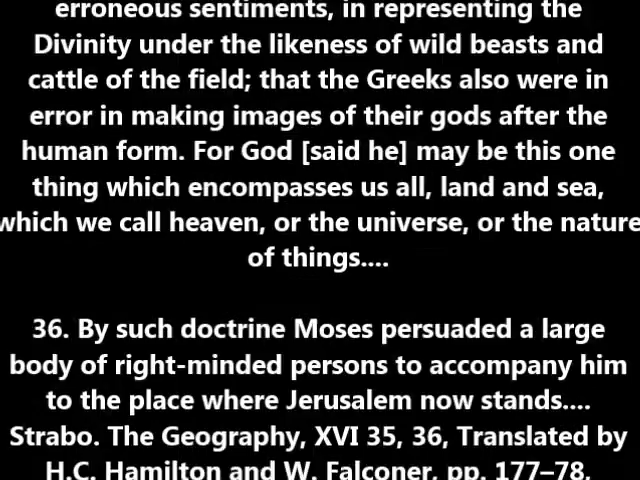 erroneous sentiments, in representing the
Divinity under the likeness of wild beasts and
cattle of the field; that the Greeks also were in
error in making images of their gods after the
human form. For God [said he] may be this one
thing which encompasses us all, land and sea,
which we call heaven, or the universe, or the nature
of things....
36. By such doctrine Moses persuaded a large
body of right-minded persons to accompany him
to the place where Jerusalem now stands....
Strabo. The Geography, XVI 35, 36, Translated by
H.C. Hamilton and W. Falconer, pp. 177–78,